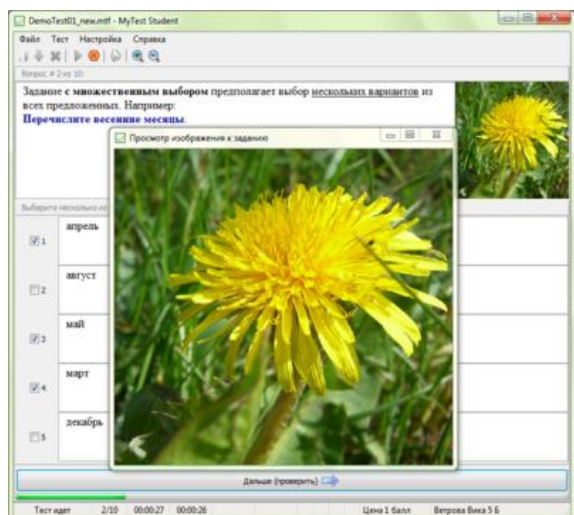 DemoTest01_new.mtf - MyTest Student
Файл Тест Настройка Справка
Вопрос # 2 из 10:
Задание с множественным выбором предполагает выбор нескольких вариантов из
всех предложенных. Например:
Перечислите весенние месяцы.
Просмотр изображения к заданию
Выберите несколько из
1 апрель
2 август
3 май
4 март
5 декабрь
Дальше (проверить)
Тест идет 2/10 00:00:27 00:00:26 Цена 1 балл Ветрова Вика 5 Б